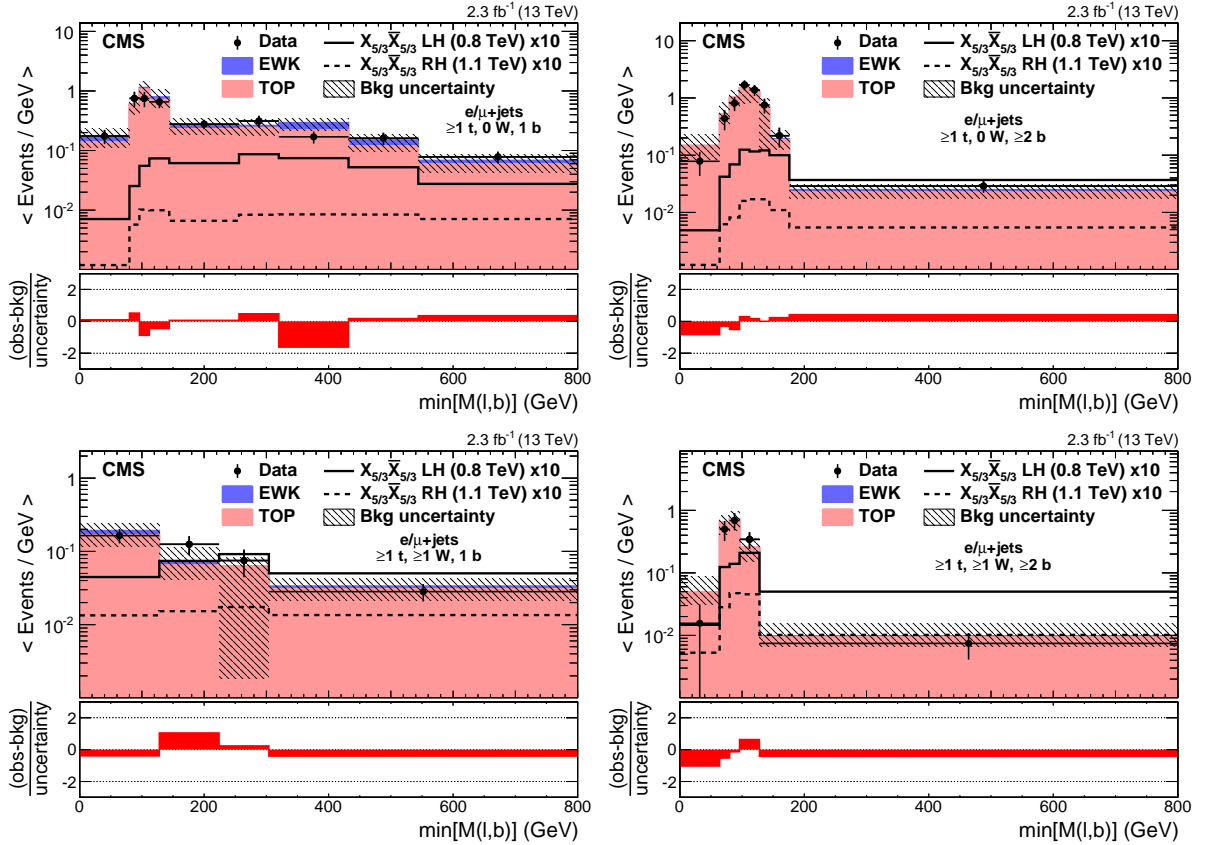 2.3 fb⁻¹ (13 TeV)
CMS
Data
X₅/₃X̅₅/₃ LH (0.8 TeV) x10
EWK
X₅/₃X̅₅/₃ RH (1.1 TeV) x10
TOP
Bkg uncertainty
e/μ+jets
≥1 t, 0 W, 1 b
< Events / GeV >
10
1
10⁻¹
10⁻²
(obs-bkg)
uncertainty
2
0
-2
0 200 400 600 800
min[M(l,b)] (GeV)
2.3 fb⁻¹ (13 TeV)
CMS
Data
X₅/₃X̅₅/₃ LH (0.8 TeV) x10
EWK
X₅/₃X̅₅/₃ RH (1.1 TeV) x10
TOP
Bkg uncertainty
e/μ+jets
≥1 t, 0 W, ≥2 b
< Events / GeV >
10
1
10⁻¹
10⁻²
(obs-bkg)
uncertainty
2
0
-2
0 200 400 600 800
min[M(l,b)] (GeV)
2.3 fb⁻¹ (13 TeV)
CMS
Data
X₅/₃X̅₅/₃ LH (0.8 TeV) x10
EWK
X₅/₃X̅₅/₃ RH (1.1 TeV) x10
TOP
Bkg uncertainty
e/μ+jets
≥1 t, ≥1 W, 1 b
< Events / GeV >
1
10⁻¹
10⁻²
(obs-bkg)
uncertainty
2
0
-2
0 200 400 600 800
min[M(l,b)] (GeV)
2.3 fb⁻¹ (13 TeV)
CMS
Data
X₅/₃X̅₅/₃ LH (0.8 TeV) x10
EWK
X₅/₃X̅₅/₃ RH (1.1 TeV) x10
TOP
Bkg uncertainty
e/μ+jets
≥1 t, ≥1 W, ≥2 b
< Events / GeV >
1
10⁻¹
10⁻²
(obs-bkg)
uncertainty
2
0
-2
0 200 400 600 800
min[M(l,b)] (GeV)